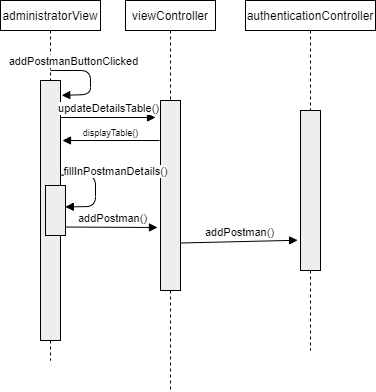 administratorView
viewController
authenticationController
addPostmanButtonClicked
updateDetailsTable()
displayTable()
fillInPostmanDetails()
addPostman()
addPostman()